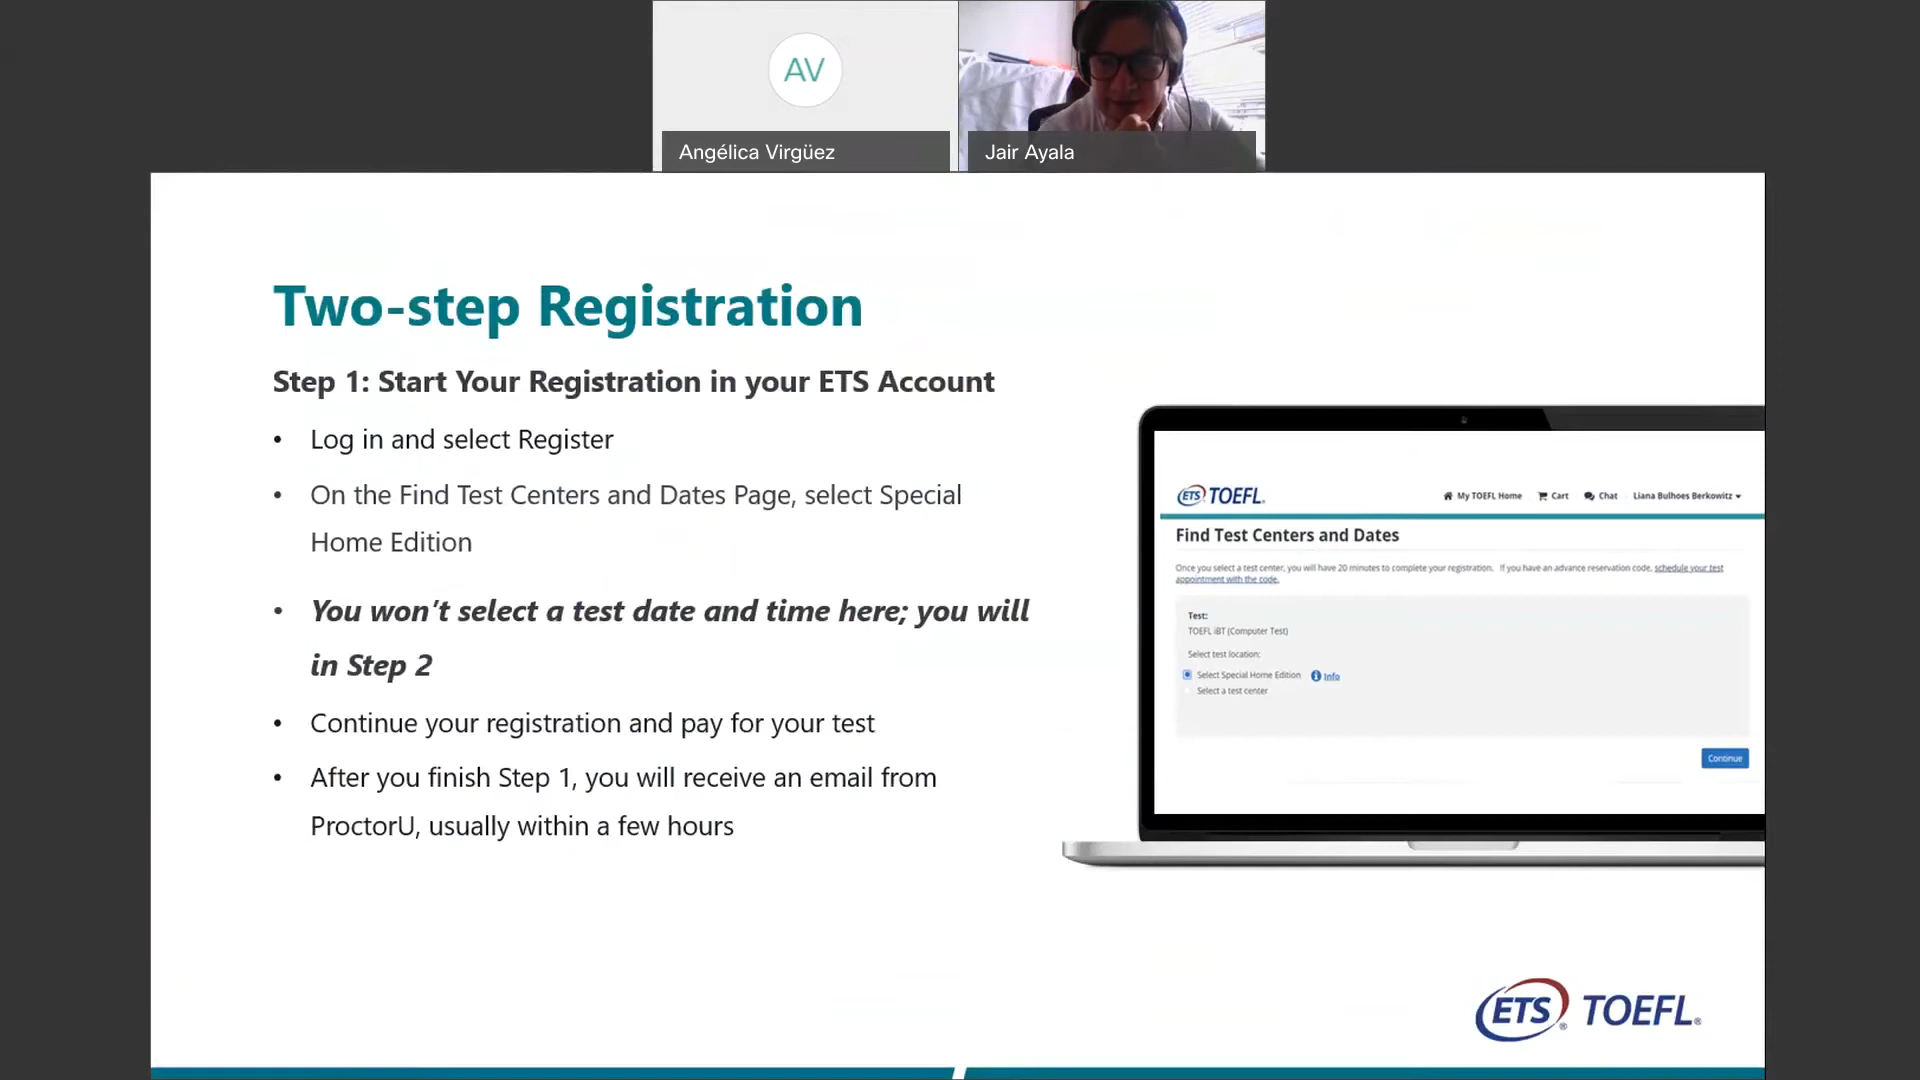 AV
Angélica Virgüez
Jair Ayala
Two-step Registration
Step 1: Start Your Registration in your ETS Account
• Log in and select Register
• On the Find Test Centers and Dates Page, select Special
Home Edition
• You won’t select a test date and time here; you will
in Step 2
• Continue your registration and pay for your test
• After you finish Step 1, you will receive an email from
ProctorU, usually within a few hours
ETS TOEFL®
My TOEFL Home Cart Chat Liana Bulhoes Berkowitz
Find Test Centers and Dates
Once you select a test center, you will have 20 minutes to complete your registration. If you have an advance reservation code, schedule your test
appointment with the code.
Test:
TOEFL iBT (Computer Test)
Select test location:
Select Special Home Edition Info
Select a test center
Continue
ETS® TOEFL®